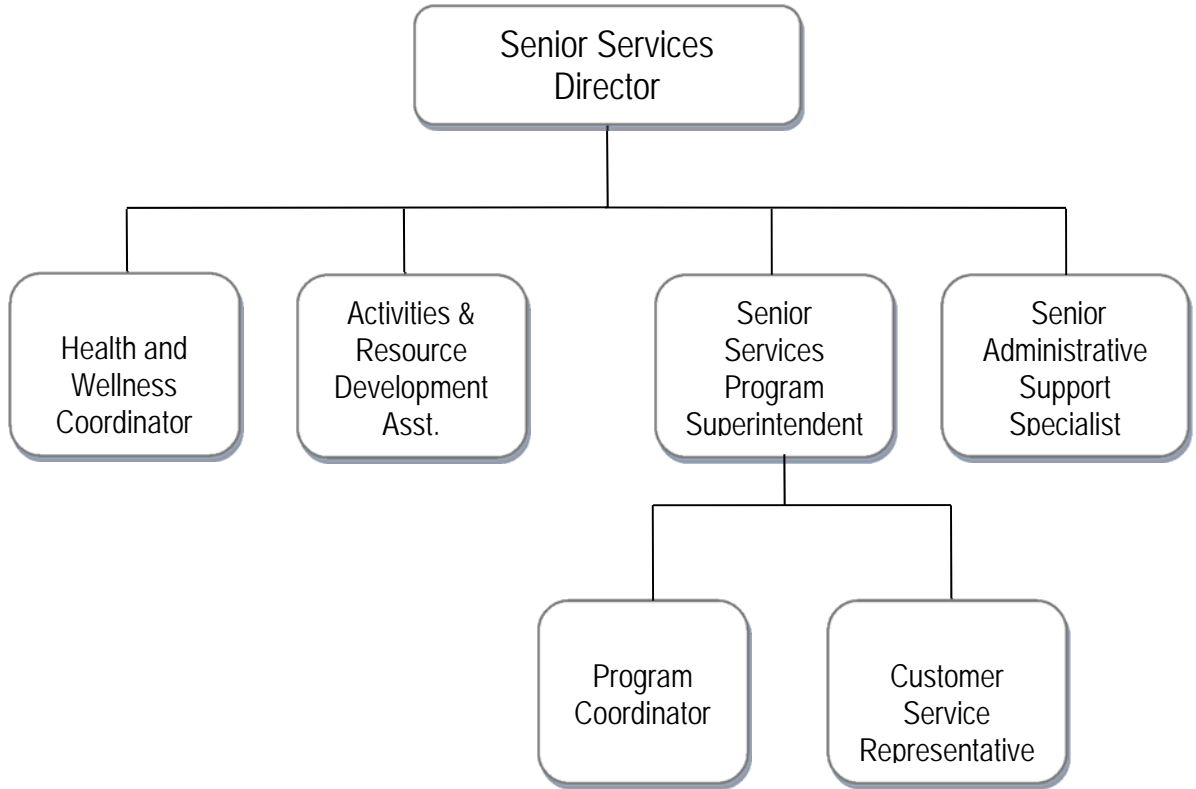 Senior Services
Director
Health and
Wellness
Coordinator
Activities &
Resource
Development
Asst.
Senior
Services
Program
Superintendent
Senior
Administrative
Support
Specialist
Program
Coordinator
Customer
Service
Representative